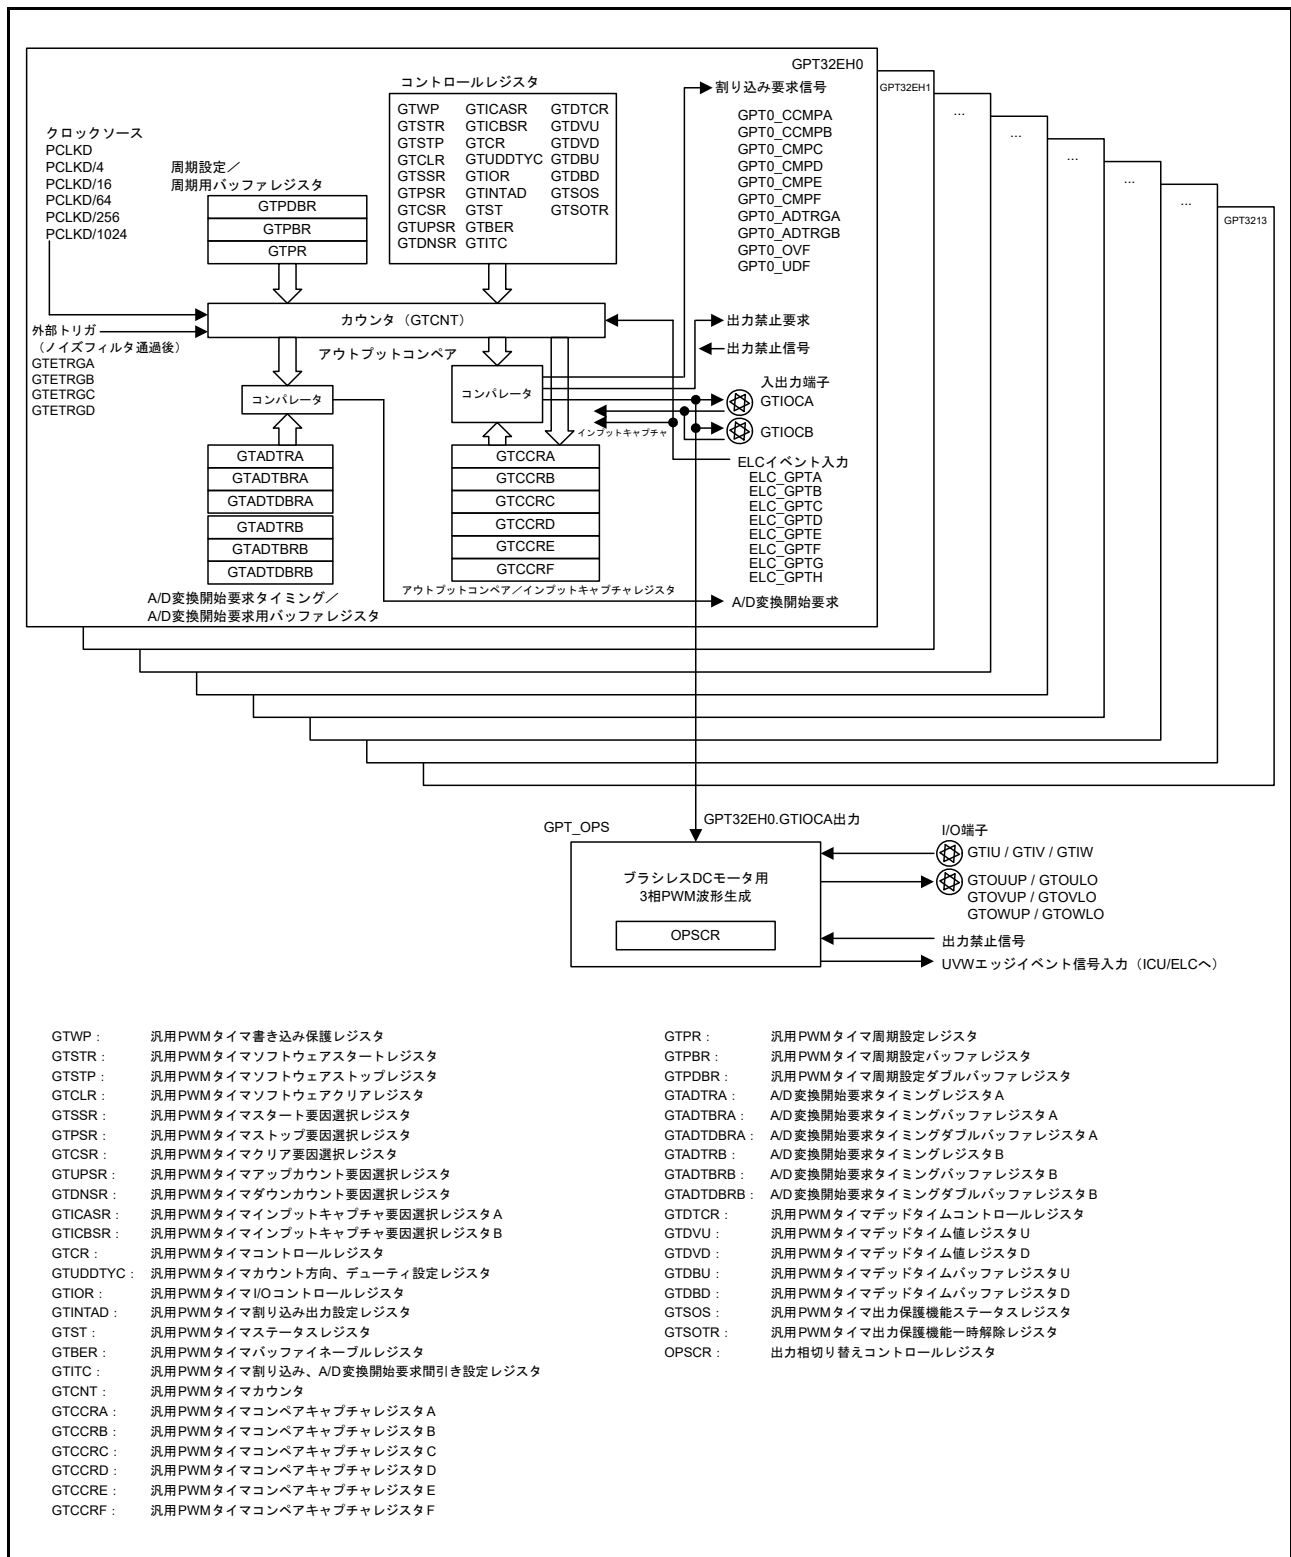 GPT32EH0
GPT32EH1
...
...
...
...
...
GPT3213
クロックソース
PCLKD
PCLKD/4
PCLKD/16
PCLKD/64
PCLKD/256
PCLKD/1024
周期設定／
周期用バッファレジスタ
GTPDBR
GTPBR
GTPR
コントロールレジスタ
GTWP GTICASR GTDTCR
GTSTR GTICBSR GTDVU
GTSTP GTCR GTDVD
GTCLR GTUDDTYC GTDBU
GTSSR GTIOR GTDBD
GTPSR GTINTAD GTSOS
GTCSR GTST GTSOTR
GTUPSR GTBER
GTDNSR GTITC
割り込み要求信号
GPT0_CCMPA
GPT0_CCMPB
GPT0_CMPC
GPT0_CMPD
GPT0_CMPE
GPT0_CMPF
GPT0_ADTRGA
GPT0_ADTRGB
GPT0_OVF
GPT0_UDF
カウンタ（GTCNT）
外部トリガ
（ノイズフィルタ通過後）
GTETRGA
GTETRGB
GTETRGC
GTETRGD
アウトプットコンペア
コンパレータ
コンパレータ
出力禁止要求
出力禁止信号
入出力端子
GTIOCA
GTIOCB
インプットキャプチャ
GTADTRA
GTADTBRA
GTADTDBRA
GTADTRB
GTADTBRB
GTADTDBRB
A/D変換開始要求タイミング／
A/D変換開始要求用バッファレジスタ
GTCCRA
GTCCRB
GTCCRC
GTCCRD
GTCCRE
GTCCRF
アウトプットコンペア／インプットキャプチャレジスタ
ELCイベント入力
ELC_GPTA
ELC_GPTB
ELC_GPTC
ELC_GPTD
ELC_GPTE
ELC_GPTF
ELC_GPTG
ELC_GPTH
A/D変換開始要求
GPT32EH0.GTIOCA出力
GPT_OPS
ブラシレスDCモータ用
3相PWM波形生成
OPSCR
I/O端子
GTIU / GTIV / GTIW
GTOUUP / GTOULO
GTOVUP / GTOVLO
GTOWUP / GTOWLO
出力禁止信号
UVWエッジイベント信号入力（ICU/ELCへ）
GTWP： 汎用PWMタイマ書き込み保護レジスタ
GTSTR： 汎用PWMタイマソフトウェアスタートレジスタ
GTSTP： 汎用PWMタイマソフトウェアストップレジスタ
GTCLR： 汎用PWMタイマソフトウェアクリアレジスタ
GTSSR： 汎用PWMタイマスタート要因選択レジスタ
GTPSR： 汎用PWMタイマストップ要因選択レジスタ
GTCSR： 汎用PWMタイマクリア要因選択レジスタ
GTUPSR： 汎用PWMタイマアップカウント要因選択レジスタ
GTDNSR： 汎用PWMタイマダウンカウント要因選択レジスタ
GTICASR： 汎用PWMタイマインプットキャプチャ要因選択レジスタA
GTICBSR： 汎用PWMタイマインプットキャプチャ要因選択レジスタB
GTCR： 汎用PWMタイマコントロールレジスタ
GTUDDTYC： 汎用PWMタイマカウント方向、デューティ設定レジスタ
GTIOR： 汎用PWMタイマI/Oコントロールレジスタ
GTINTAD： 汎用PWMタイマ割り込み出力設定レジスタ
GTST： 汎用PWMタイマステータスレジスタ
GTBER： 汎用PWMタイマバッファイネーブルレジスタ
GTITC： 汎用PWMタイマ割り込み、A/D変換開始要求間引き設定レジスタ
GTCNT： 汎用PWMタイマカウンタ
GTCCRA： 汎用PWMタイマコンペアキャプチャレジスタA
GTCCRB： 汎用PWMタイマコンペアキャプチャレジスタB
GTCCRC： 汎用PWMタイマコンペアキャプチャレジスタC
GTCCRD： 汎用PWMタイマコンペアキャプチャレジスタD
GTCCRE： 汎用PWMタイマコンペアキャプチャレジスタE
GTCCRF： 汎用PWMタイマコンペアキャプチャレジスタF
GTPR： 汎用PWMタイマ周期設定レジスタ
GTPBR： 汎用PWMタイマ周期設定バッファレジスタ
GTPDBR： 汎用PWMタイマ周期設定ダブルバッファレジスタ
GTADTRA： A/D変換開始要求タイミングレジスタA
GTADTBRA： A/D変換開始要求タイミングバッファレジスタA
GTADTDBRA： A/D変換開始要求タイミングダブルバッファレジスタA
GTADTRB： A/D変換開始要求タイミングレジスタB
GTADTBRB： A/D変換開始要求タイミングバッファレジスタB
GTADTDBRB： A/D変換開始要求タイミングダブルバッファレジスタB
GTDTCR： 汎用PWMタイマデッドタイムコントロールレジスタ
GTDVU： 汎用PWMタイマデッドタイム値レジスタU
GTDVD： 汎用PWMタイマデッドタイム値レジスタD
GTDBU： 汎用PWMタイマデッドタイムバッファレジスタU
GTDBD： 汎用PWMタイマデッドタイムバッファレジスタD
GTSOS： 汎用PWMタイマ出力保護機能ステータスレジスタ
GTSOTR： 汎用PWMタイマ出力保護機能一時解除レジスタ
OPSCR： 出力相切り替えコントロールレジスタ